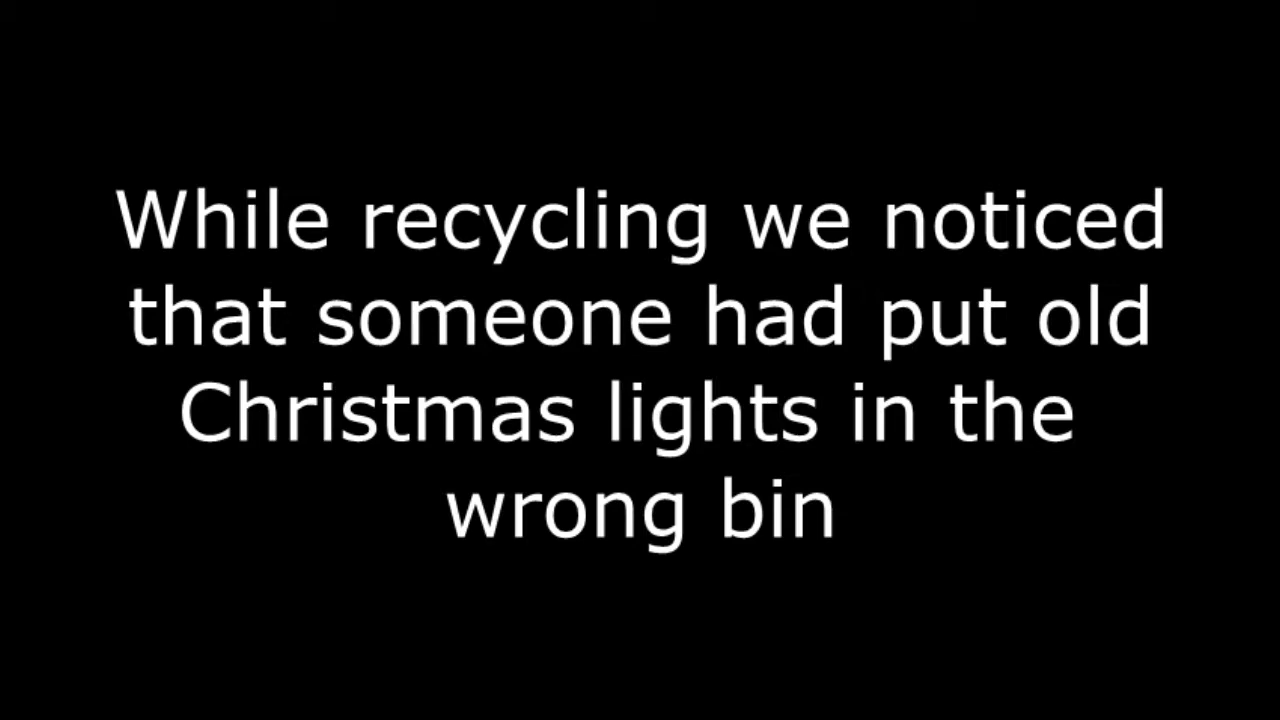 While recycling we noticed
that someone had put old
Christmas lights in the
wrong bin